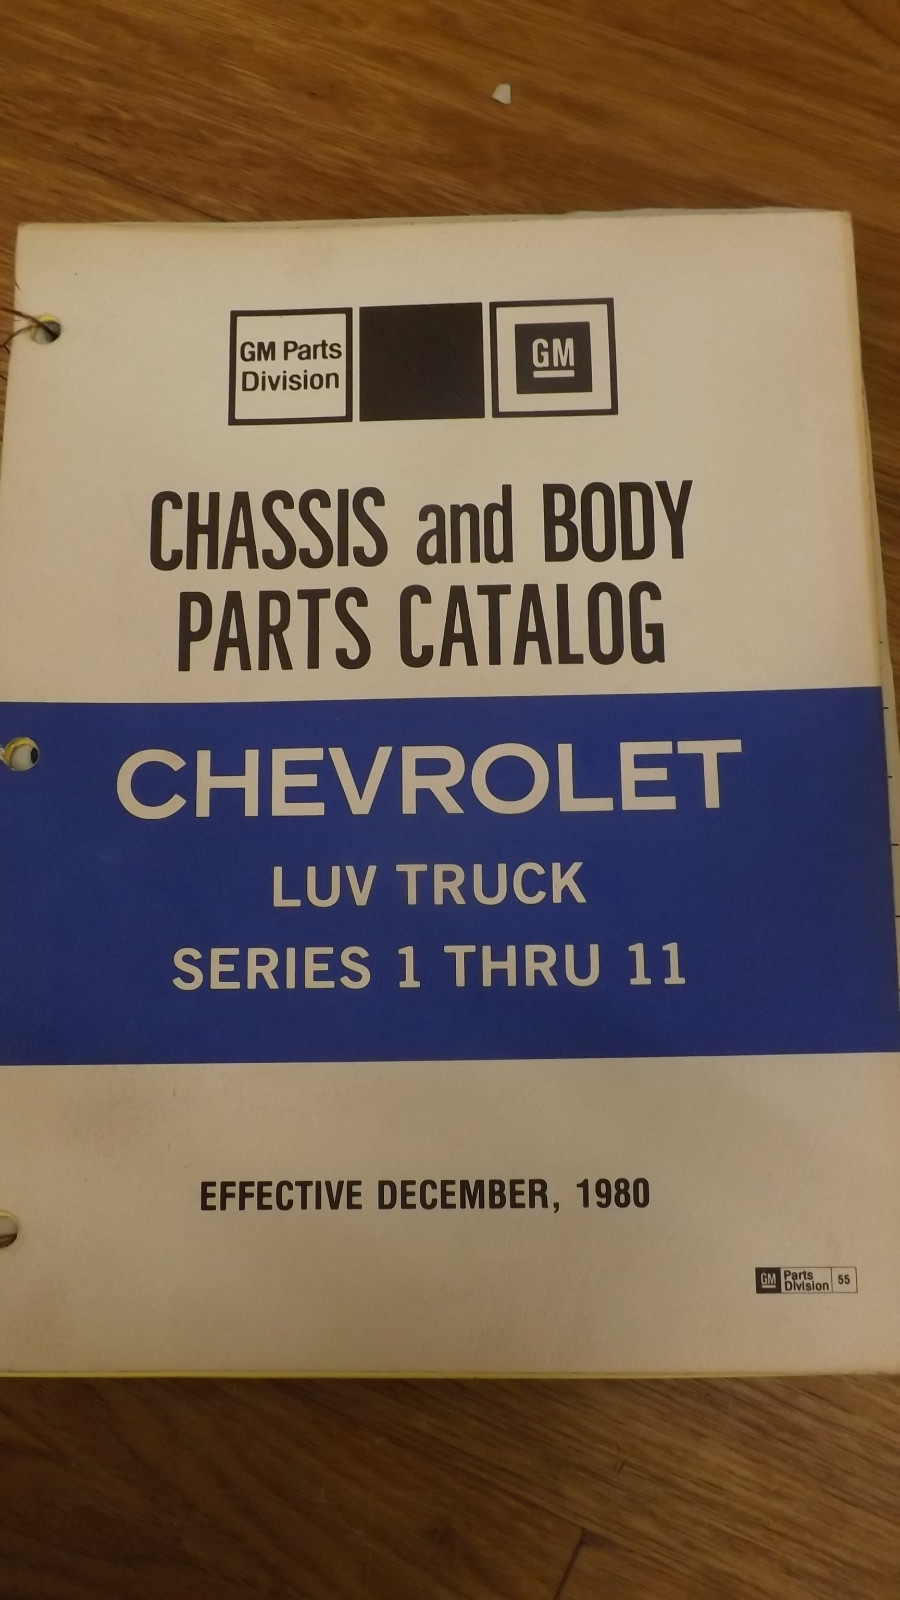 GM Parts
Division
GM
CHASSIS and BODY
PARTS CATALOG
CHEVROLET
LUV TRUCK
SERIES 1 THRU 11
EFFECTIVE DECEMBER, 1980
GM Parts Division 55